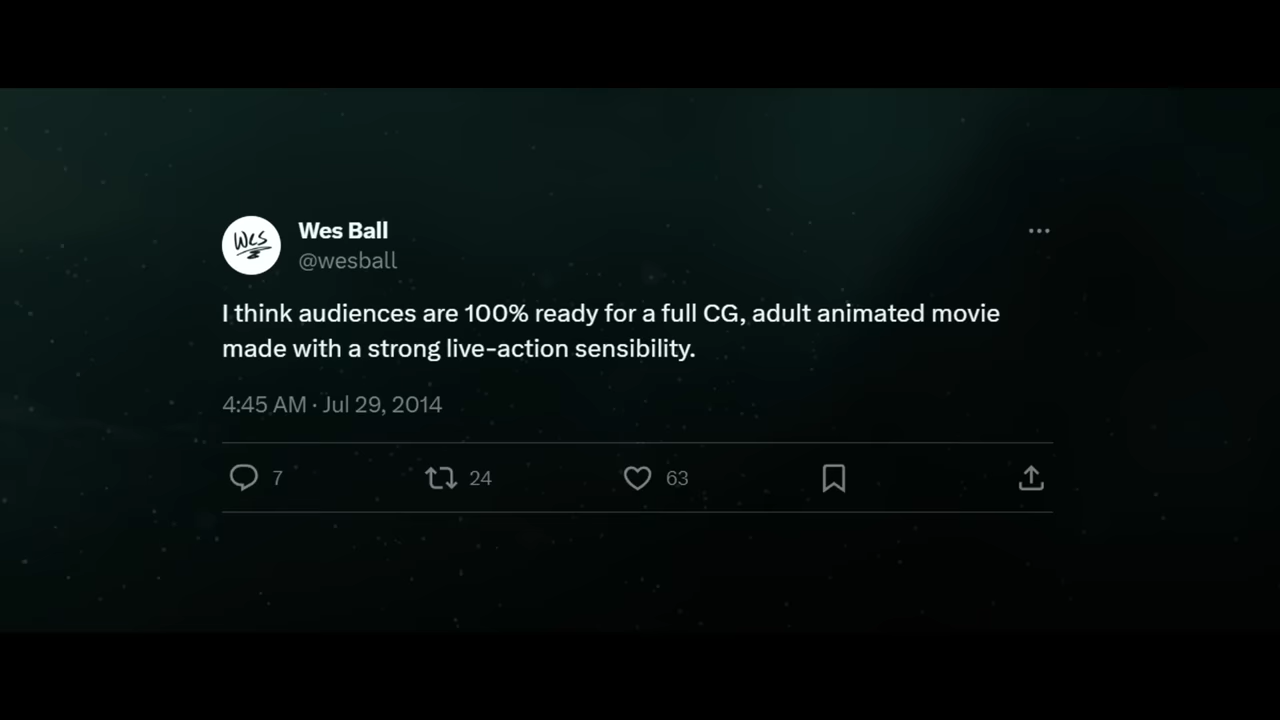 Wes
Wes Ball
@wesball
I think audiences are 100% ready for a full CG, adult animated movie
made with a strong live-action sensibility.
4:45 AM · Jul 29, 2014
7 24 63